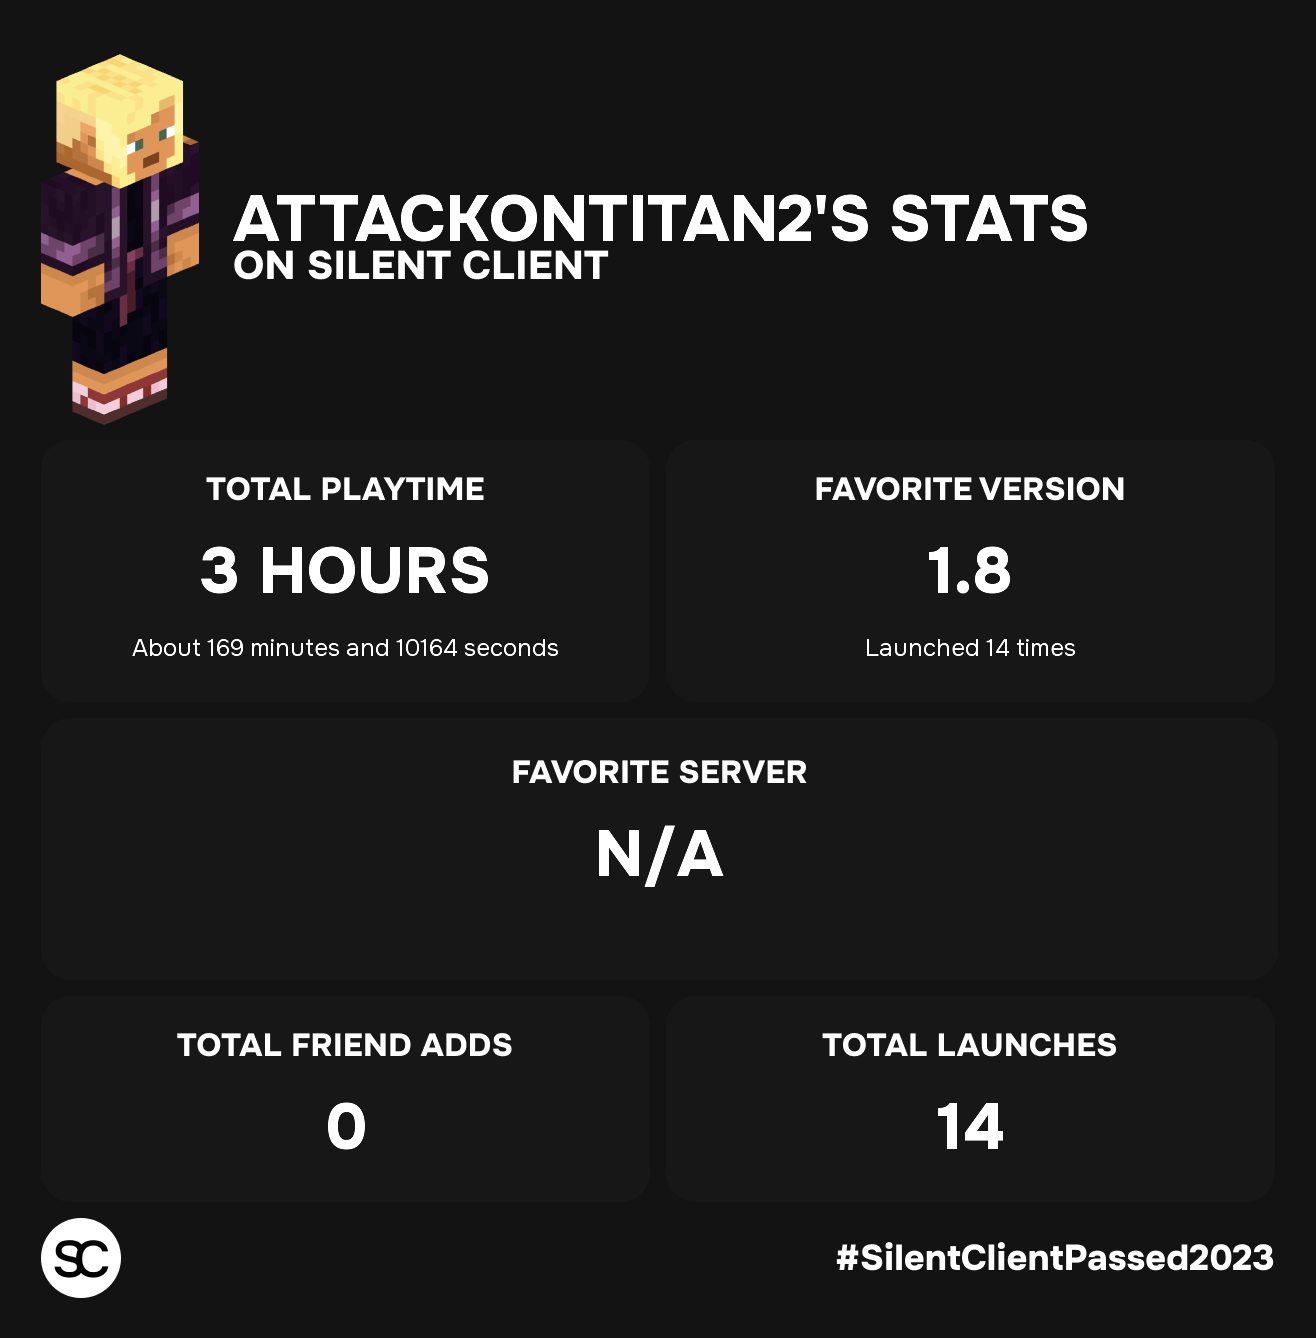 ATTACKONTITAN2'S STATS
ON SILENT CLIENT
TOTAL PLAYTIME
3 HOURS
About 169 minutes and 10164 seconds
FAVORITE VERSION
1.8
Launched 14 times
FAVORITE SERVER
N/A
TOTAL FRIEND ADDS
0
TOTAL LAUNCHES
14
SC
#SilentClientPassed2023